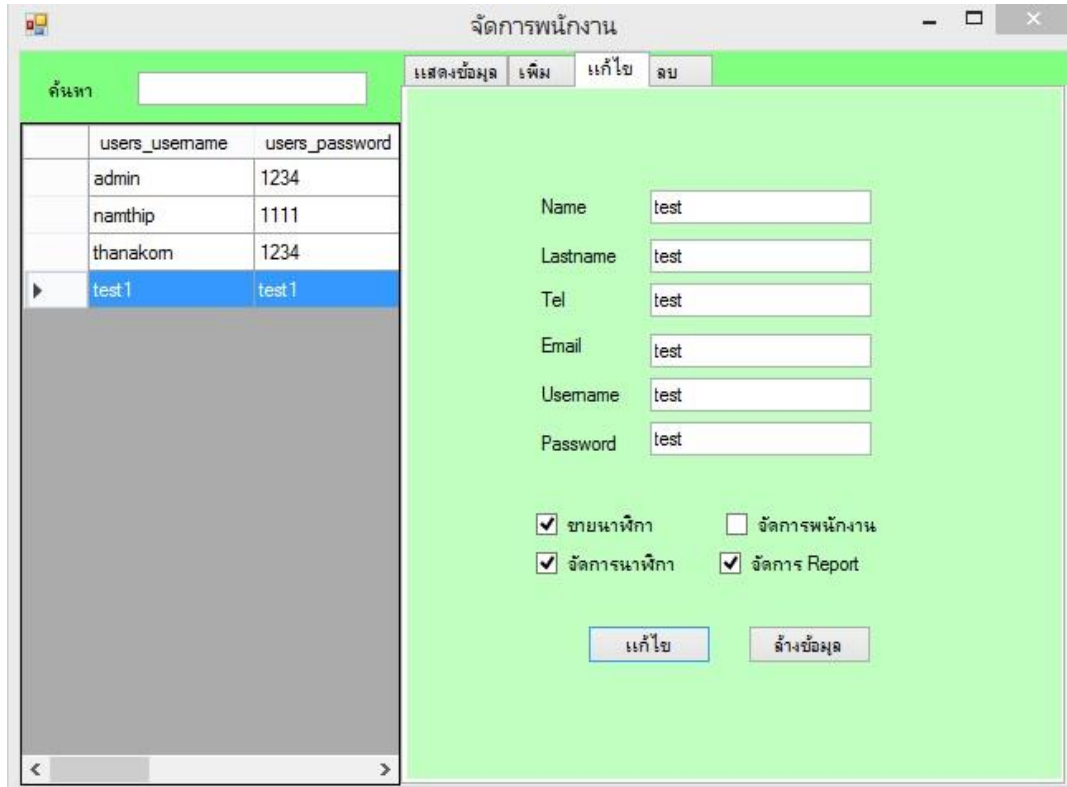 จัดการพนักงาน
ค้นหา
แสดงข้อมูล เพิ่ม แก้ไข ลบ
users_username users_password
admin 1234
namthip 1111
thanakorn 1234
test1 test1
Name test
Lastname test
Tel test
Email test
Username test
Password test
ขายนาฬิกา จัดการพนักงาน
จัดการนาฬิกา จัดการ Report
แก้ไข ล้างข้อมูล